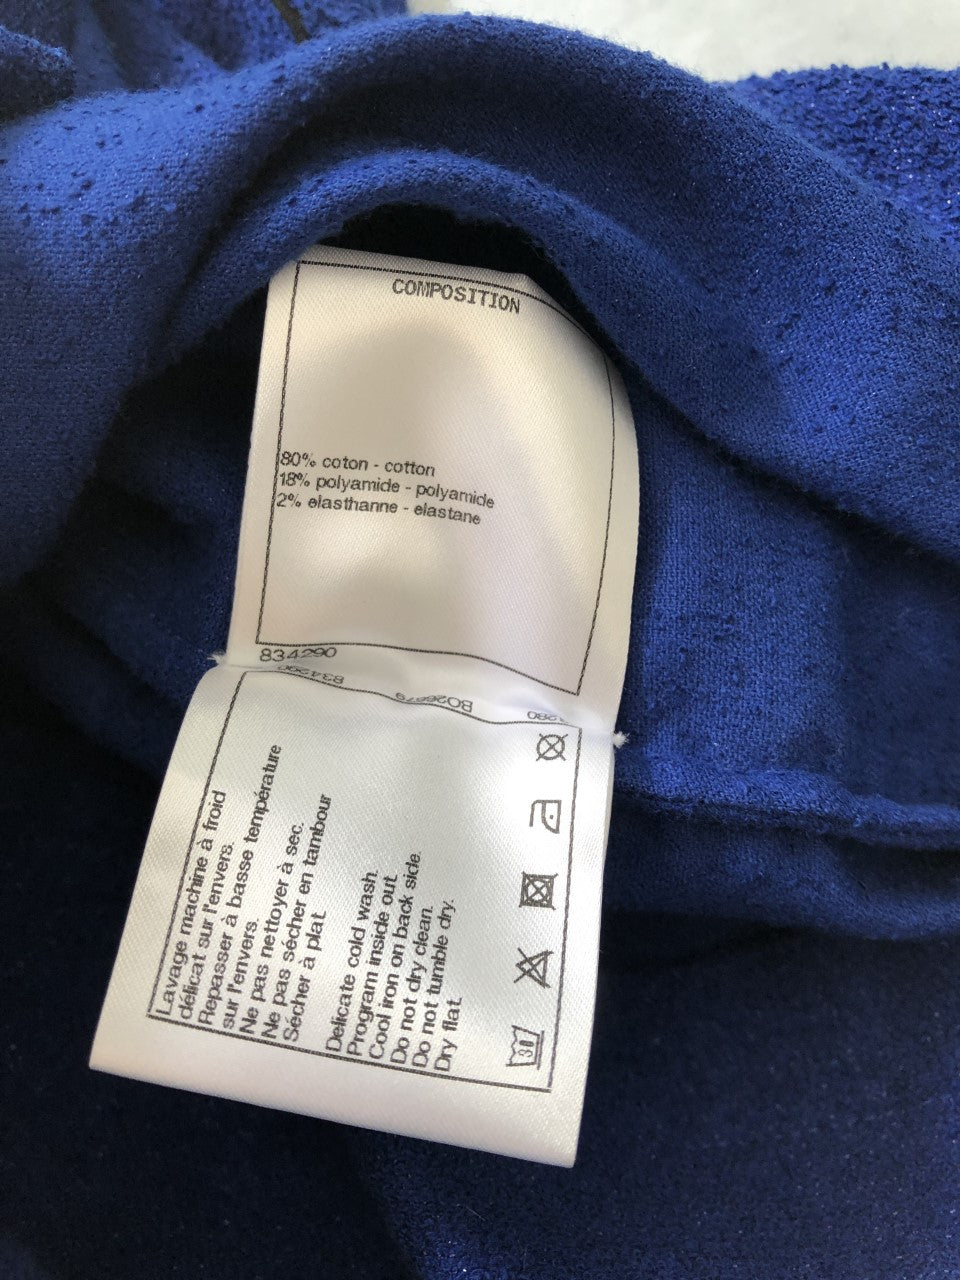 COMPOSITION
80% coton - cotton
18% polyamide - polyamide
2% elasthanne - elastane
834290
834290
Lavage machine à froid
délicat sur l'envers.
Repasser à basse température
sur l'envers.
Ne pas nettoyer à sec.
Ne pas sécher en tambour
Sécher à plat.
Delicate cold wash.
Program inside out.
Cool iron on back side.
Do not dry clean.
Do not tumble dry.
Dry flat.
30